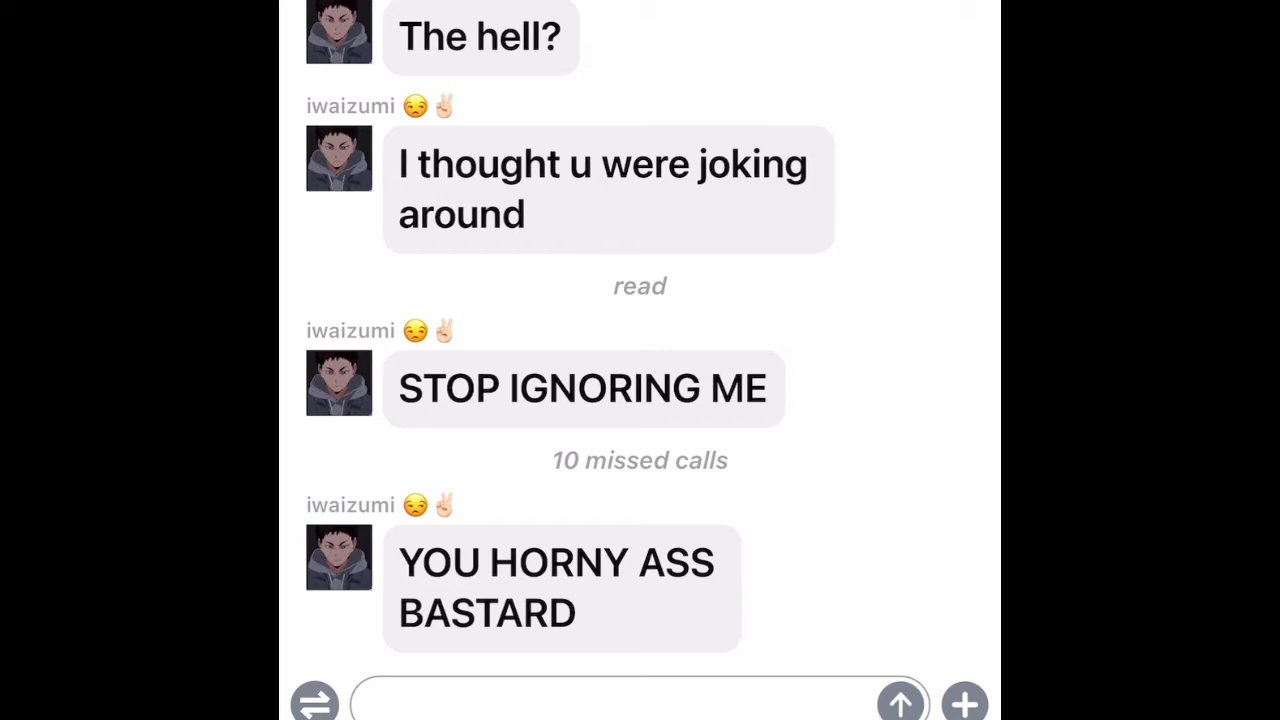 The hell?
iwaizumi 😒✌🏻
I thought u were joking
around
read
iwaizumi 😒✌🏻
STOP IGNORING ME
10 missed calls
iwaizumi 😒✌🏻
YOU HORNY ASS
BASTARD